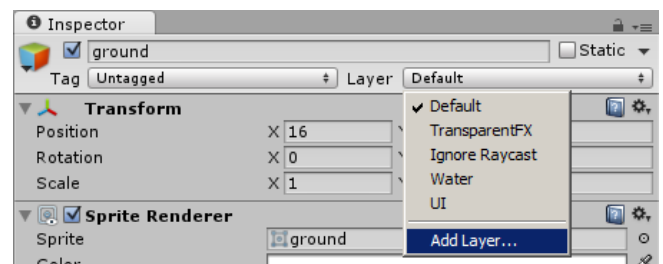 Inspector
ground Static
Tag Untagged Layer Default
Default
TransparentFX
Ignore Raycast
Water
UI
Add Layer...
Transform
Position X 16
Rotation X 0
Scale X 1
Sprite Renderer
Sprite ground
Color